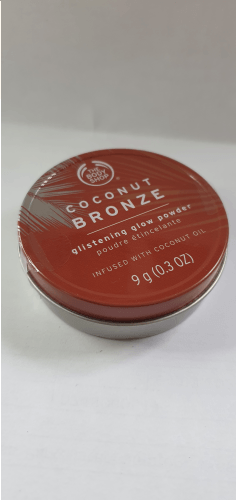 THE
BODY
SHOP
COCONUT
BRONZE
glistening glow powder
poudre étincelante
INFUSED WITH COCONUT OIL
9 g (0.3 OZ)